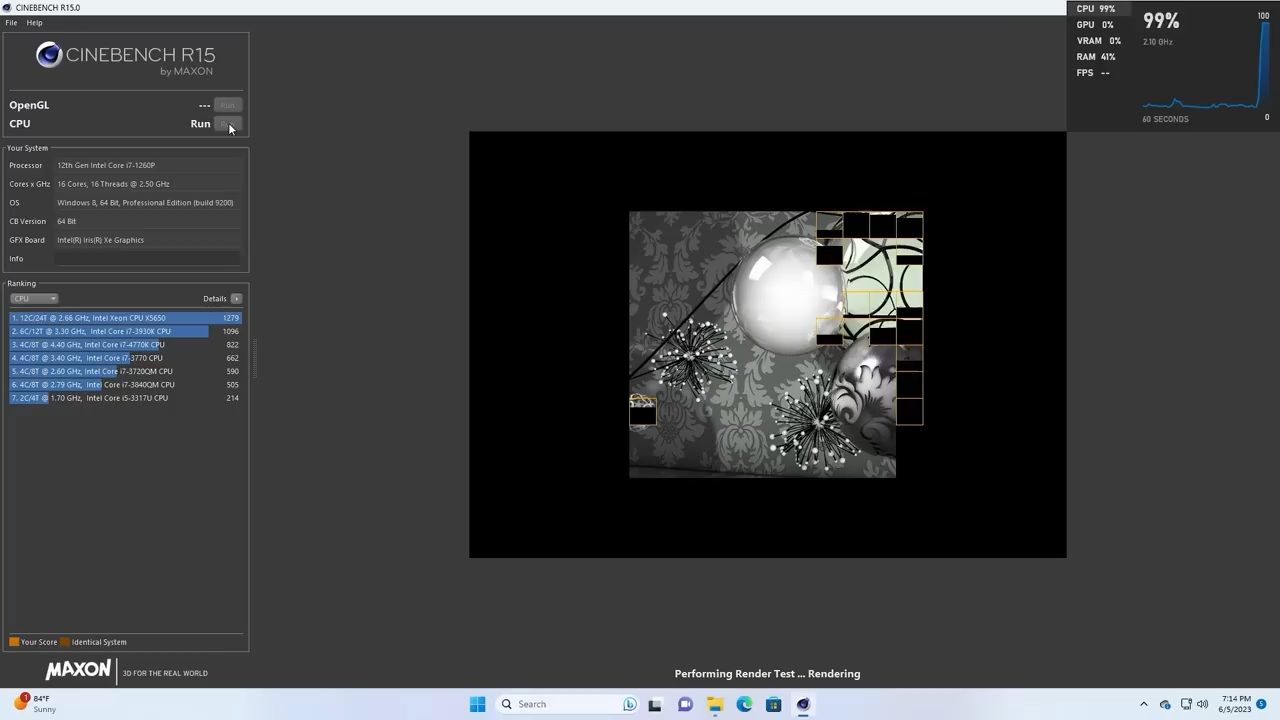 CINEBENCH R15.0
File Help
CINEBENCH R15
by MAXON
OpenGL --- Run
CPU Run
Your System
Processor 12th Gen Intel Core i7-1260P
Cores x GHz 16 Cores, 16 Threads @ 2.50 GHz
OS Windows 8, 64 Bit, Professional Edition (build 9200)
CB Version 64 Bit
GFX Board Intel(R) Iris(R) Xe Graphics
Info
Ranking
CPU Details
1. 12C/24T @ 2.66 GHz, Intel Xeon CPU X5650 1279
2. 6C/12T @ 3.30 GHz, Intel Core i7-3930K CPU 1096
3. 4C/8T @ 4.40 GHz, Intel Core i7-4770K CPU 822
4. 4C/8T @ 3.40 GHz, Intel Core i7-3770 CPU 662
5. 4C/8T @ 2.60 GHz, Intel Core i7-3720QM CPU 590
6. 4C/8T @ 2.79 GHz, Intel Core i7-3840QM CPU 505
7. 2C/4T @ 1.70 GHz, Intel Core i5-3317U CPU 214
Your Score Identical System
MAXON 3D FOR THE REAL WORLD
Performing Render Test ... Rendering
CPU 99%
GPU 0%
VRAM 0%
RAM 41%
FPS --
99% 100
2.10 GHz
60 SECONDS 0
1 84°F
Sunny
Search
7:14 PM
6/5/2023
5